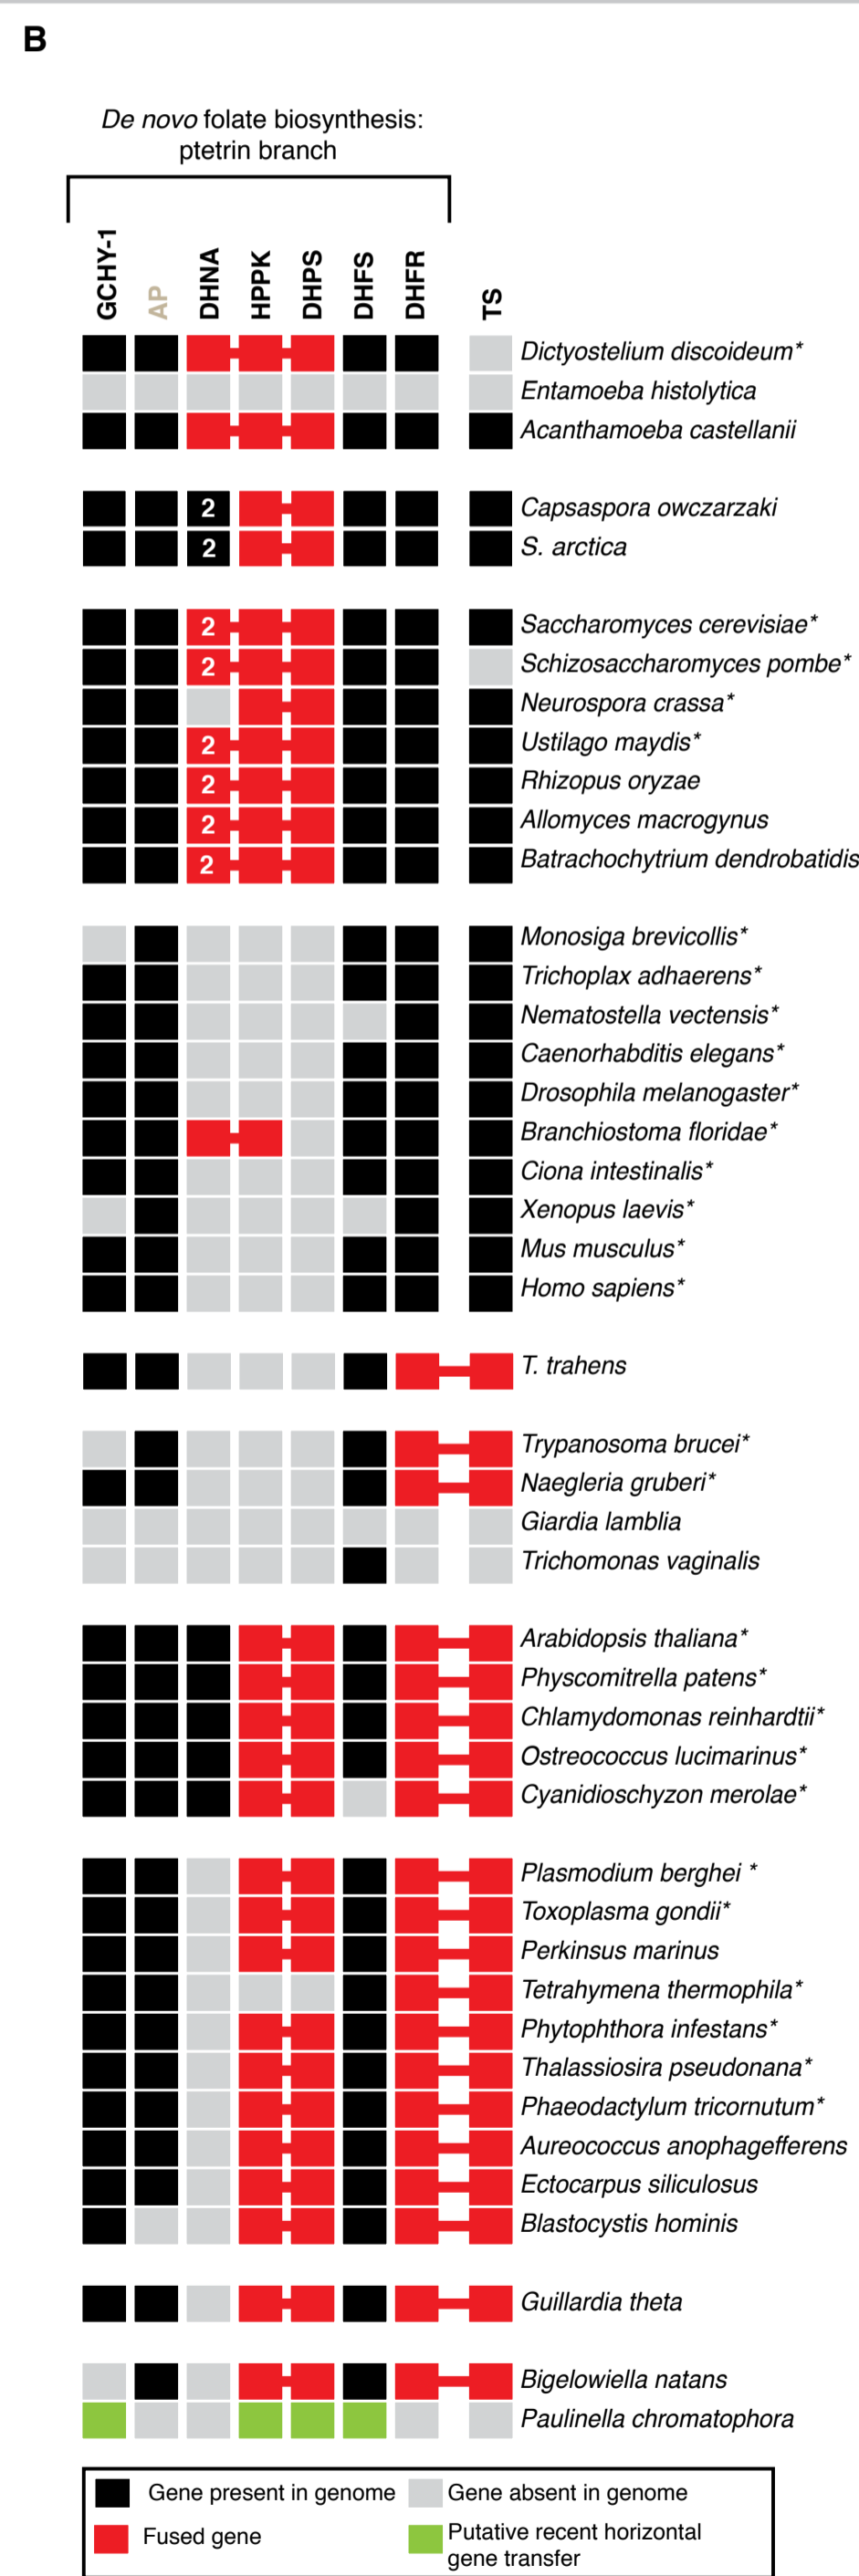 B
De novo folate biosynthesis:
ptetrin branch
GCHY-1
AP
DHNA
HPPK
DHPS
DHFS
DHFR
TS
Dictyostelium discoideum*
Entamoeba histolytica
Acanthamoeba castellanii
2 Capsaspora owczarzaki
2 S. arctica
2 Saccharomyces cerevisiae*
2 Schizosaccharomyces pombe*
Neurospora crassa*
2 Ustilago maydis*
2 Rhizopus oryzae
2 Allomyces macrogynus
2 Batrachochytrium dendrobatidis
Monosiga brevicollis*
Trichoplax adhaerens*
Nematostella vectensis*
Caenorhabditis elegans*
Drosophila melanogaster*
Branchiostoma floridae*
Ciona intestinalis*
Xenopus laevis*
Mus musculus*
Homo sapiens*
T. trahens
Trypanosoma brucei*
Naegleria gruberi*
Giardia lamblia
Trichomonas vaginalis
Arabidopsis thaliana*
Physcomitrella patens*
Chlamydomonas reinhardtii*
Ostreococcus lucimarinus*
Cyanidioschyzon merolae*
Plasmodium berghei *
Toxoplasma gondii*
Perkinsus marinus
Tetrahymena thermophila*
Phytophthora infestans*
Thalassiosira pseudonana*
Phaeodactylum tricornutum*
Aureococcus anophagefferens
Ectocarpus siliculosus
Blastocystis hominis
Guillardia theta
Bigelowiella natans
Paulinella chromatophora
Gene present in genome
Gene absent in genome
Fused gene
Putative recent horizontal
gene transfer